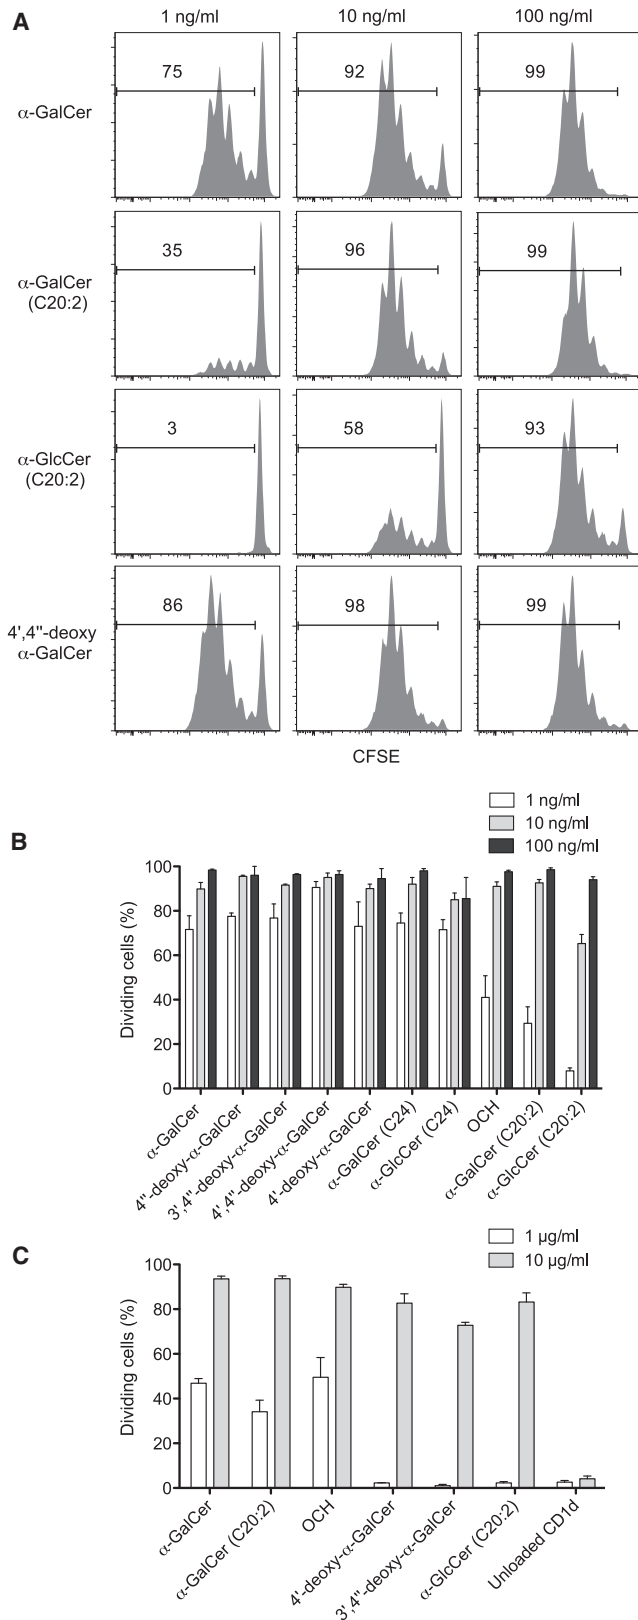 A
1 ng/ml 10 ng/ml 100 ng/ml
α-GalCer
75 92 99
α-GalCer
(C20:2)
35 96 99
α-GlcCer
(C20:2)
3 58 93
4',4''-deoxy
α-GalCer
86 98 99
CFSE
B
1 ng/ml
10 ng/ml
100 ng/ml
Dividing cells (%)
100
80
60
40
20
0
α-GalCer
4''-deoxy-α-GalCer
3',4''-deoxy-α-GalCer
4',4''-deoxy-α-GalCer
4'-deoxy-α-GalCer
α-GalCer (C24)
α-GlcCer (C24)
OCH
α-GalCer (C20:2)
α-GlcCer (C20:2)
C
1 µg/ml
10 µg/ml
Dividing cells (%)
100
80
60
40
20
0
α-GalCer
α-GalCer (C20:2)
OCH
4'-deoxy-α-GalCer
3',4''-deoxy-α-GalCer
α-GlcCer (C20:2)
Unloaded CD1d